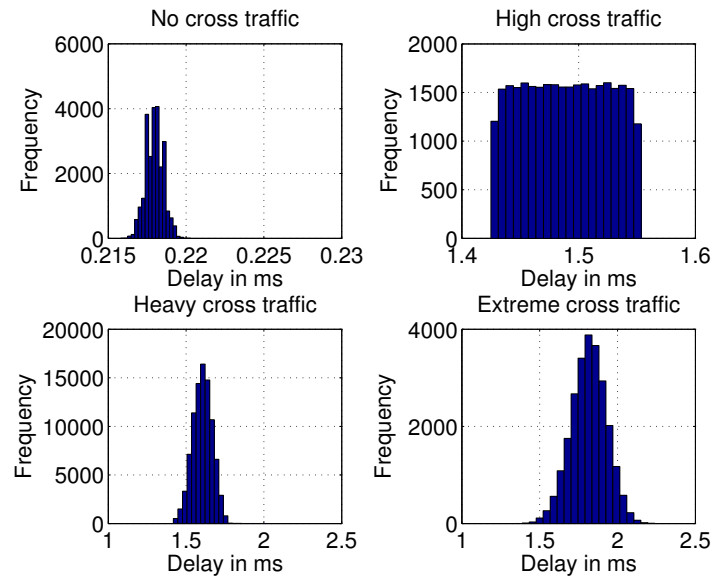 No cross traffic
6000
4000
2000
0
Frequency
0.215
0.22
0.225
0.23
Delay in ms
High cross traffic
2000
1500
1000
500
0
Frequency
1.4
1.5
1.6
Delay in ms
Heavy cross traffic
20000
15000
10000
5000
0
Frequency
1
1.5
2
2.5
Delay in ms
Extreme cross traffic
4000
2000
0
Frequency
1
1.5
2
2.5
Delay in ms